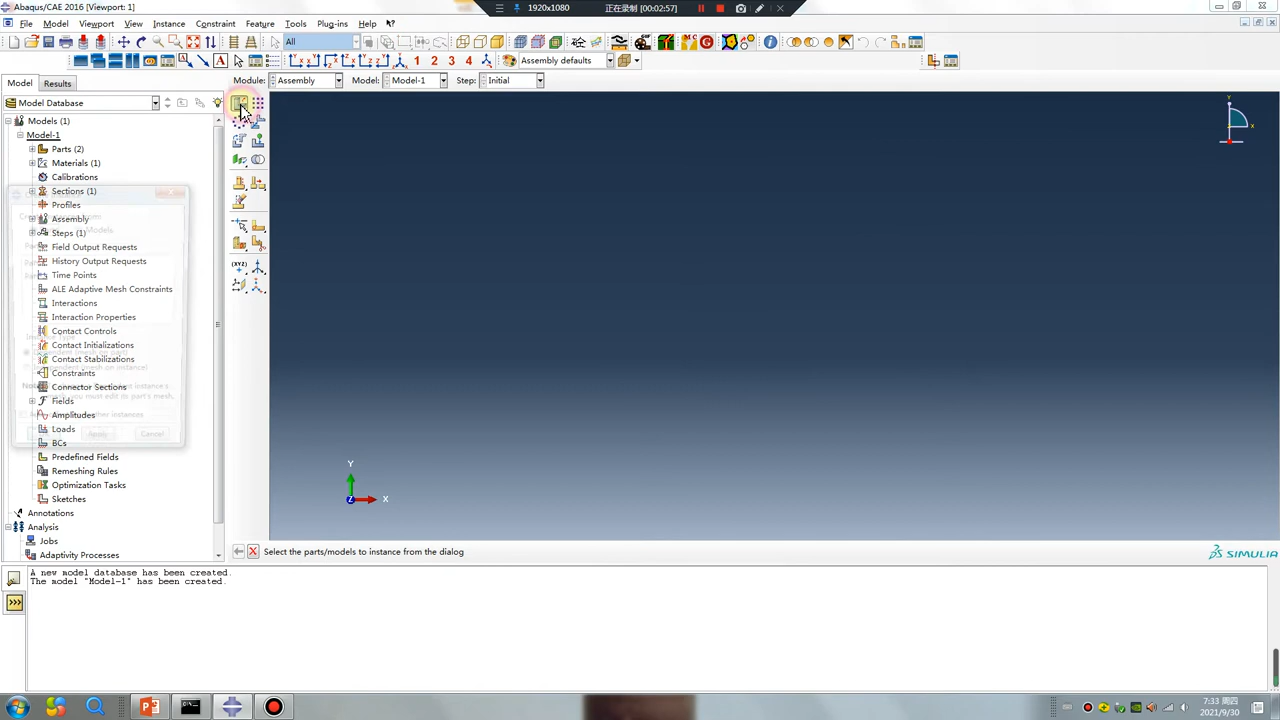 Abaqus/CAE 2016 [Viewport: 1]
1920x1080
正在录制 [00:02:57]
File Model Viewport View Instance Constraint Feature Tools Plug-ins Help
All
1 2 3 4 Assembly defaults
Model Results
Module: Assembly Model: Model-1 Step: Initial
Model Database
Models (1)
Model-1
Parts (2)
Materials (1)
Calibrations
Sections (1)
Profiles
Assembly
Steps (1)
Field Output Requests
History Output Requests
Time Points
ALE Adaptive Mesh Constraints
Interactions
Interaction Properties
Contact Controls
Contact Initializations
Contact Stabilizations
Constraints
Connector Sections
Fields
Amplitudes
Loads
Apply Cancel
BCs
Predefined Fields
Remeshing Rules
Optimization Tasks
Sketches
Annotations
Analysis
Jobs
Adaptivity Processes
Y
X
Y
Z
X
Select the parts/models to instance from the dialog
SIMULIA
A new model database has been created.
The model "Model-1" has been created.
7:33 周四
2021/9/30